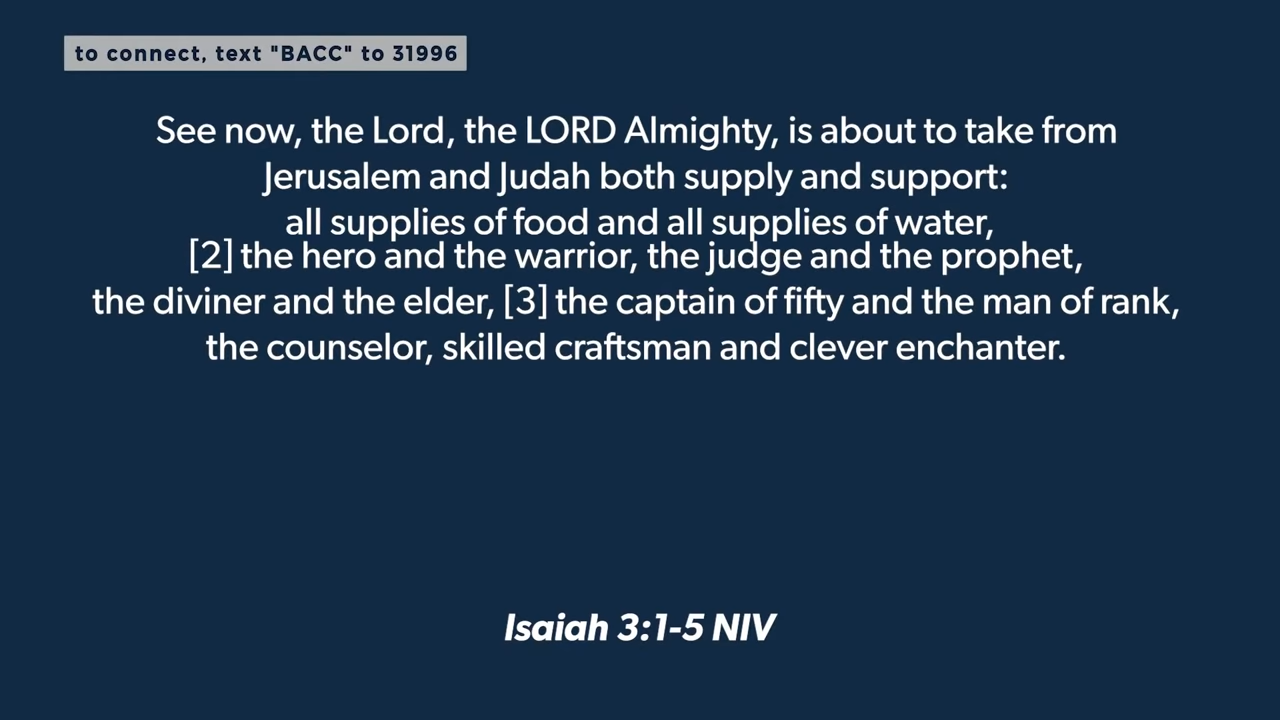 to connect, text "BACC" to 31996
See now, the Lord, the LORD Almighty, is about to take from
Jerusalem and Judah both supply and support:
all supplies of food and all supplies of water,
[2] the hero and the warrior, the judge and the prophet,
the diviner and the elder, [3] the captain of fifty and the man of rank,
the counselor, skilled craftsman and clever enchanter.
Isaiah 3:1-5 NIV